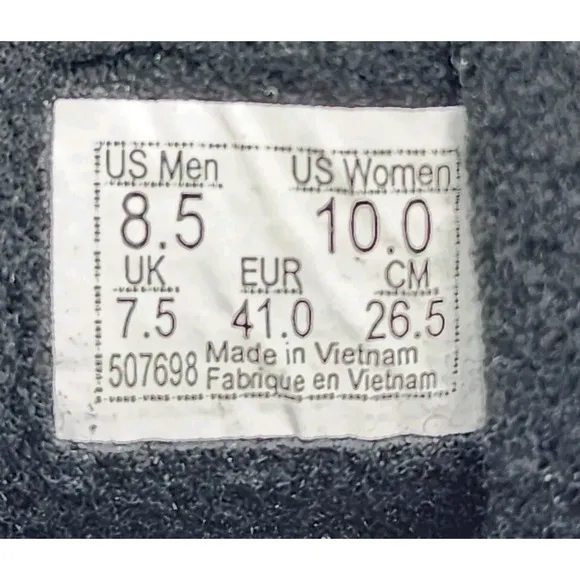 US Men US Women
8.5 10.0
UK EUR CM
7.5 41.0 26.5
507698 Made in Vietnam
Fabrique en Vietnam